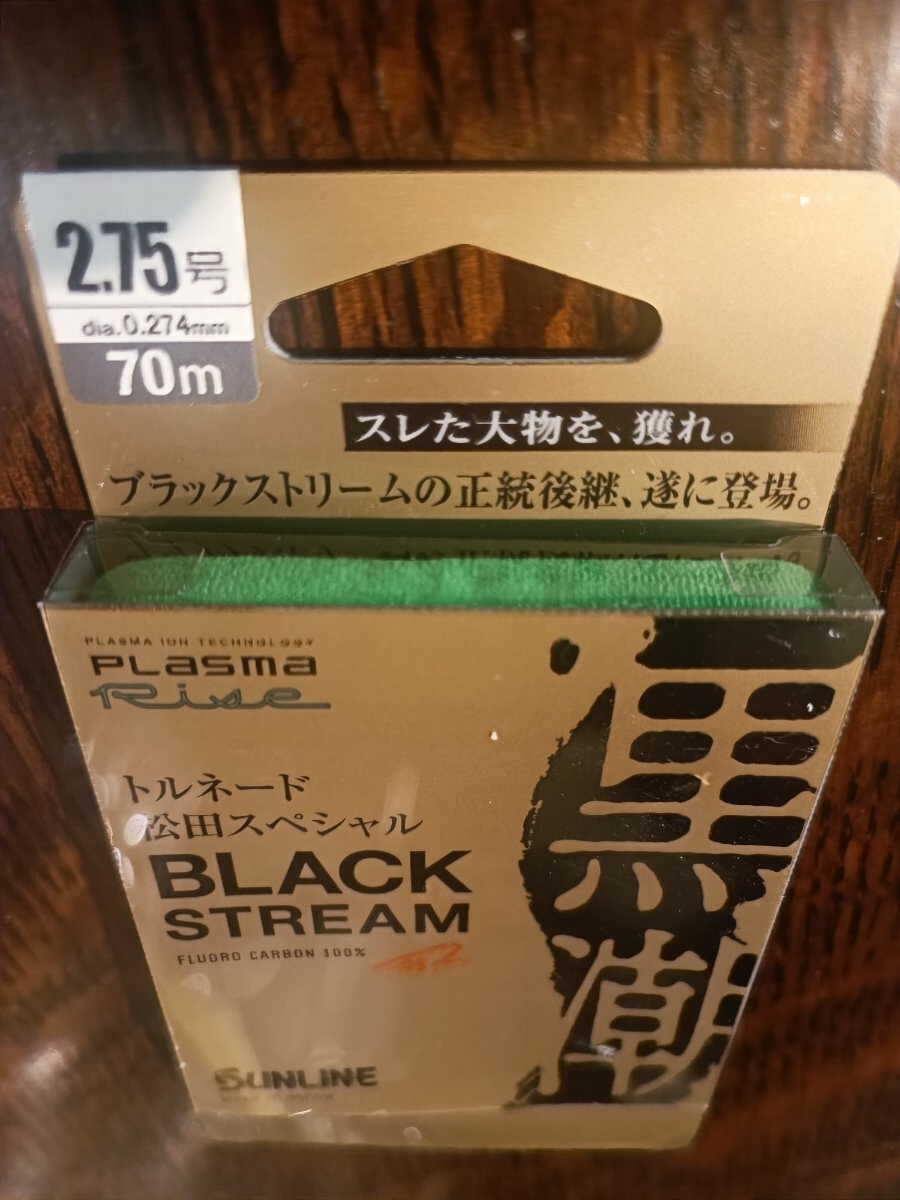 2.75号
dia.0.274mm
70m
スレた大物を、獲れ。
ブラックストリームの正統後継、遂に登場。
PLASMA ION TECHNOLOGY
PLasma
Rise
トルネード
松田スペシャル
BLACK
STREAM
FLUORO CARBON 100%
黒潮
SUNLINE